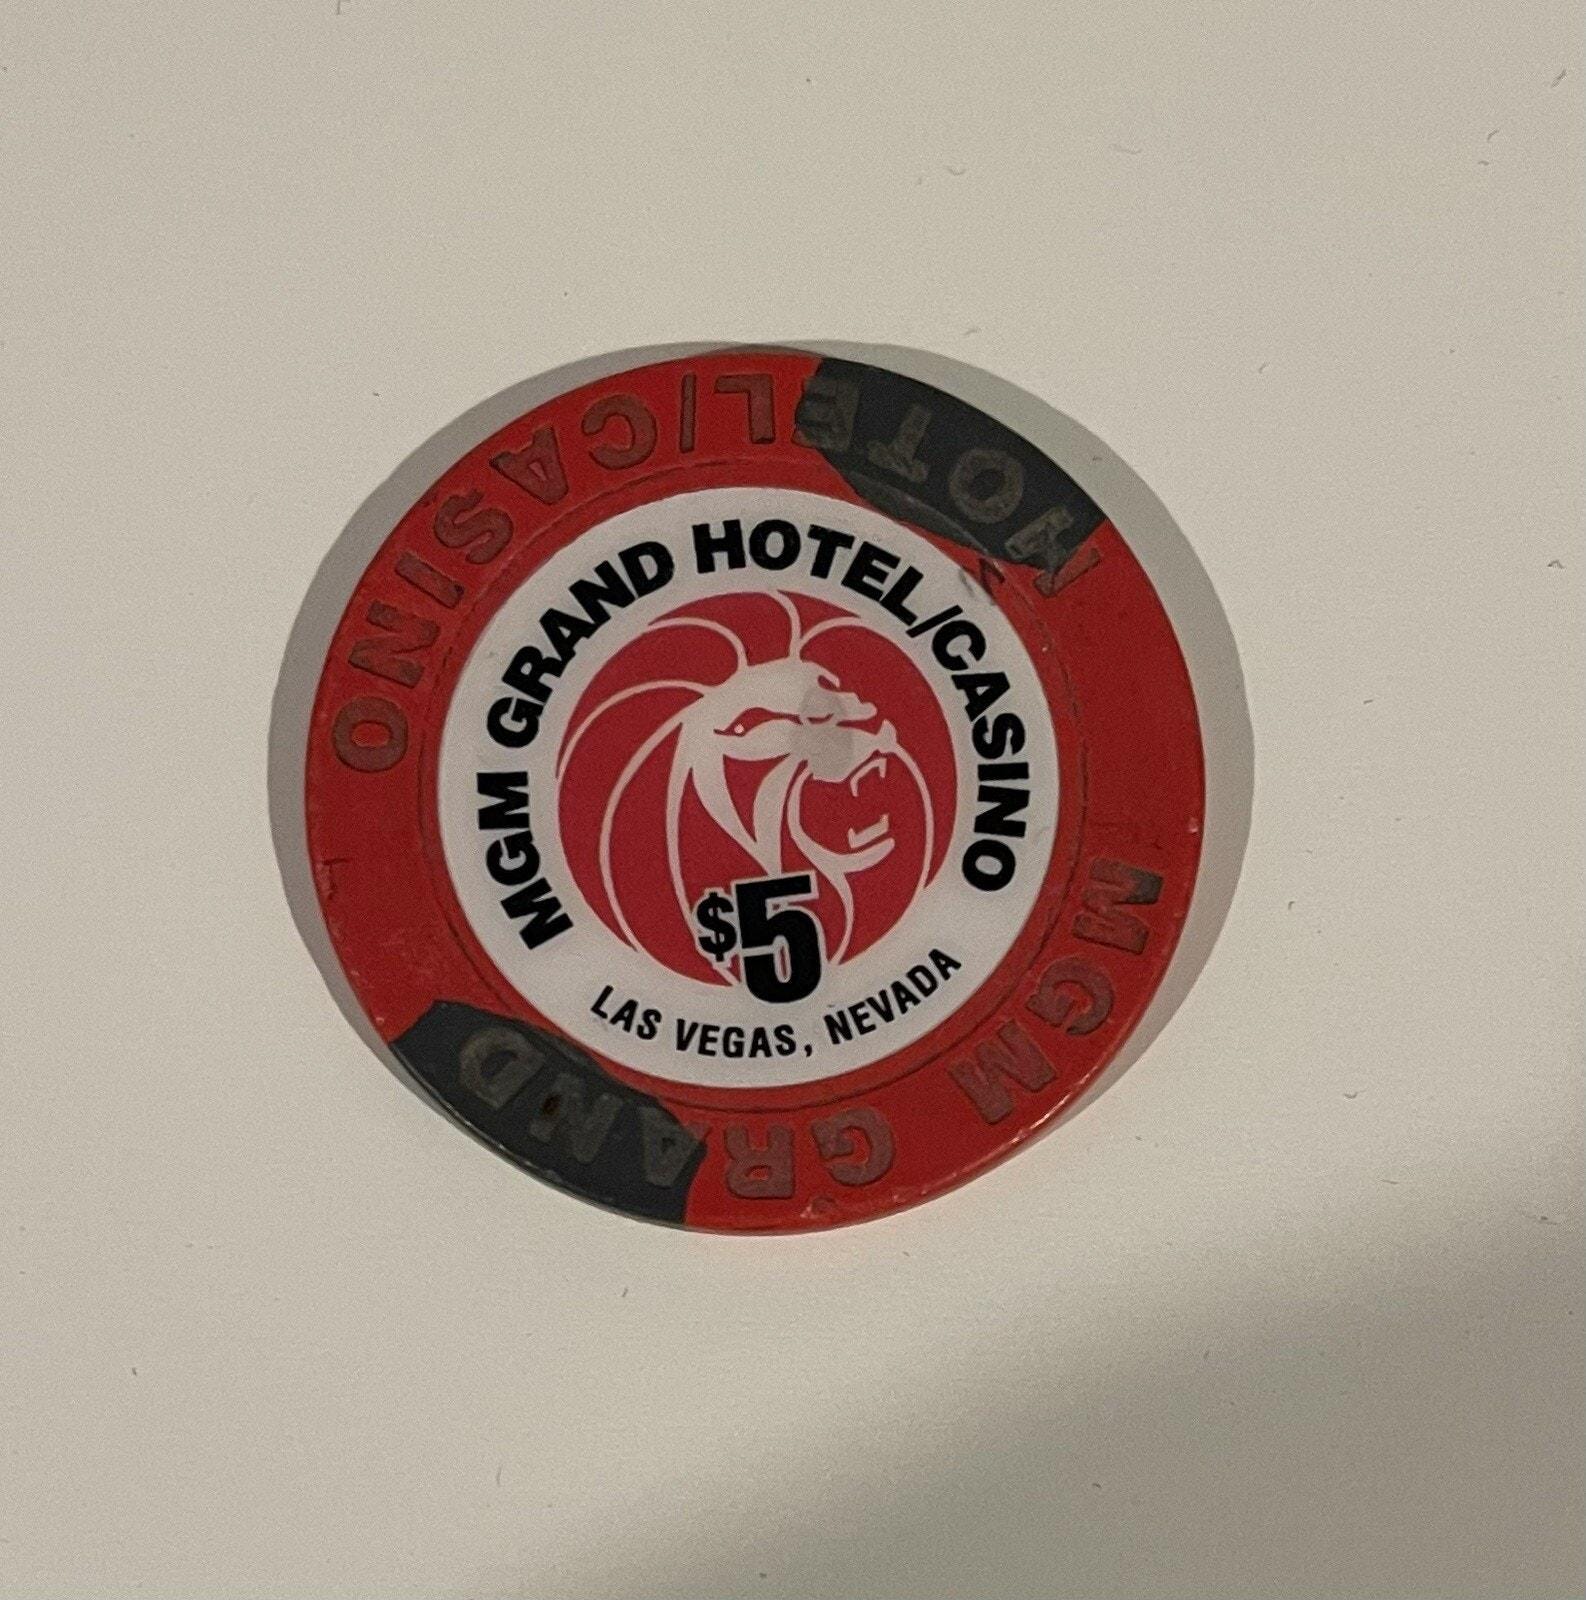 MGM GRAND HOTEL/CASINO
$5
LAS VEGAS, NEVADA
MGM GRAND
HOTEL/CASINO